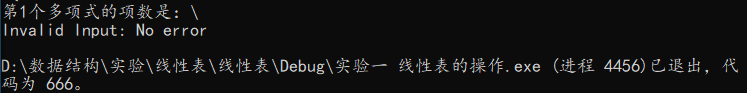 第1个多项式的项数是：\
Invalid Input: No error
D:\数据结构\实验\线性表\线性表\Debug\实验一 线性表的操作.exe (进程 4456)已退出，代
码为 666。